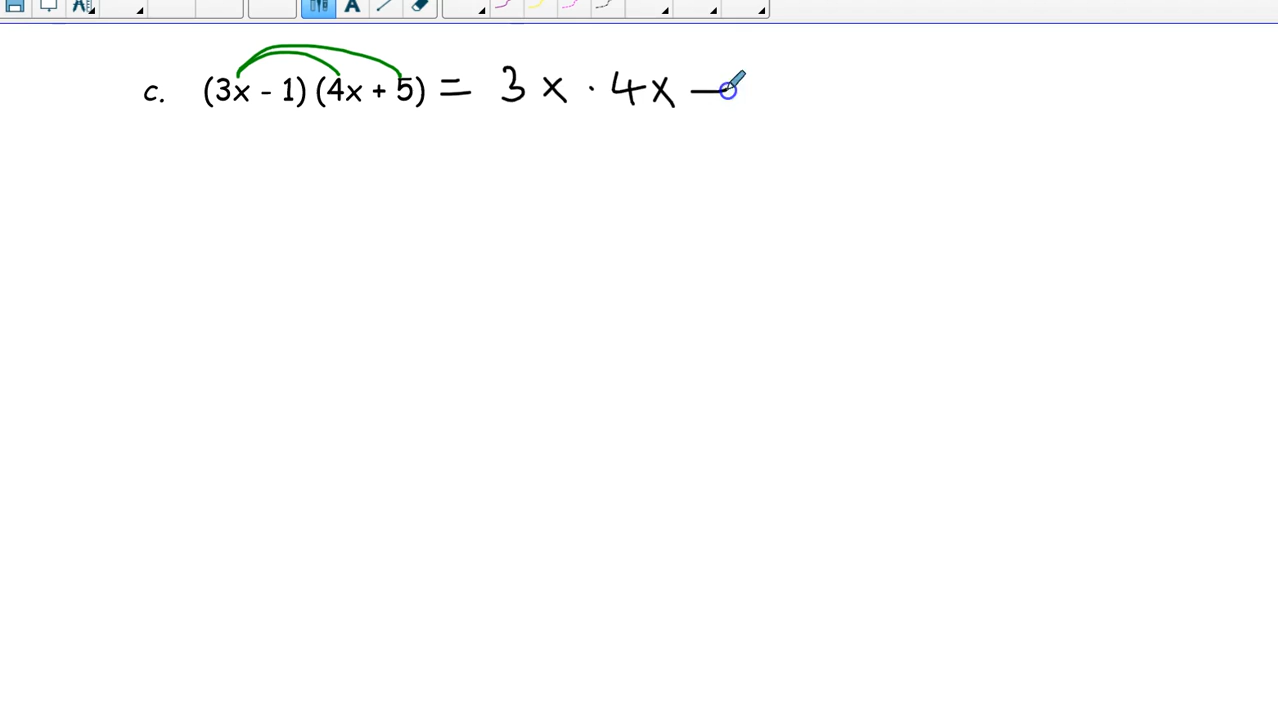 c. (3x - 1) (4x + 5) = 3x · 4x —